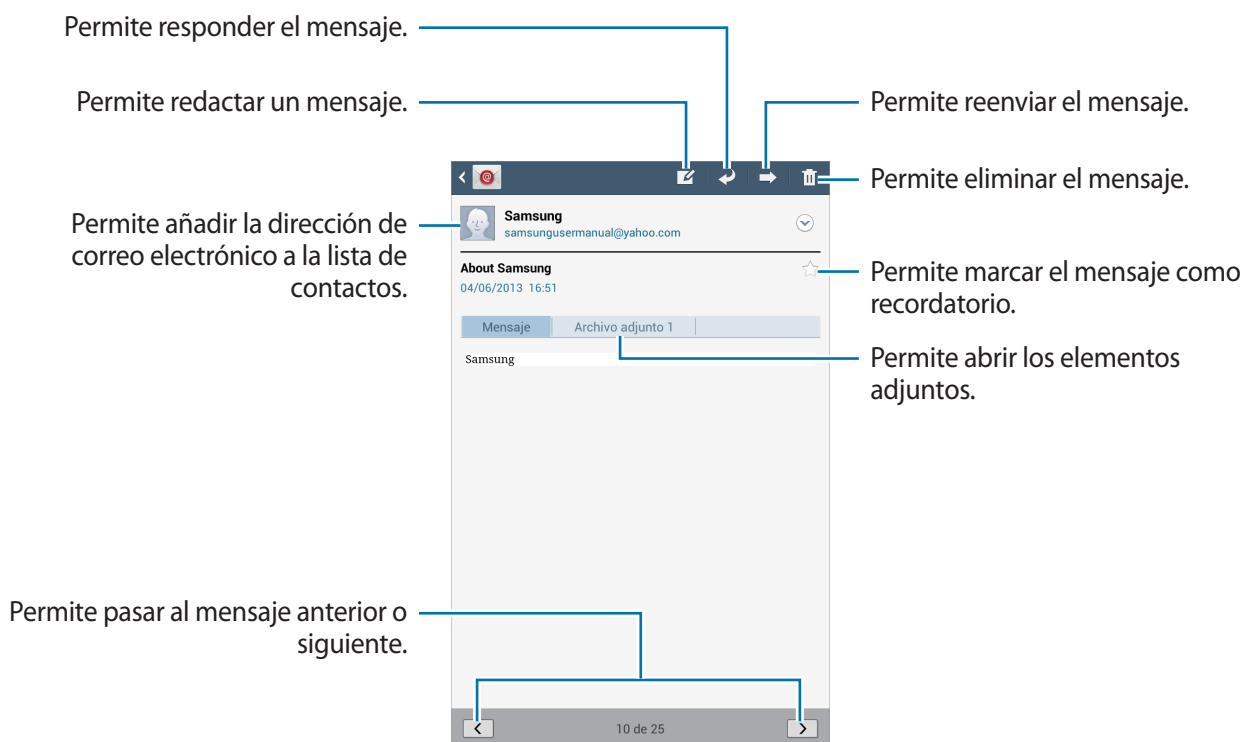 Permite responder el mensaje.
Permite redactar un mensaje.
Permite reenviar el mensaje.
Permite eliminar el mensaje.
Permite añadir la dirección de
correo electrónico a la lista de
contactos.
Samsung
samsungusermanual@yahoo.com
About Samsung
04/06/2013 16:51
Permite marcar el mensaje como
recordatorio.
Mensaje
Archivo adjunto 1
Samsung
Permite abrir los elementos
adjuntos.
Permite pasar al mensaje anterior o
siguiente.
10 de 25